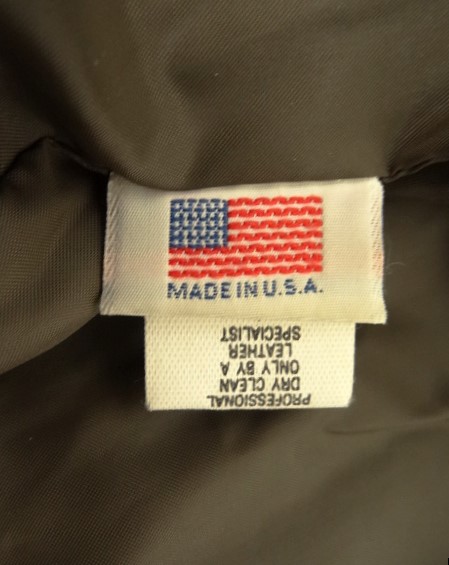 MADE IN U.S.A.
PROFESSIONAL
DRY CLEAN
ONLY BY A
LEATHER
SPECIALIST